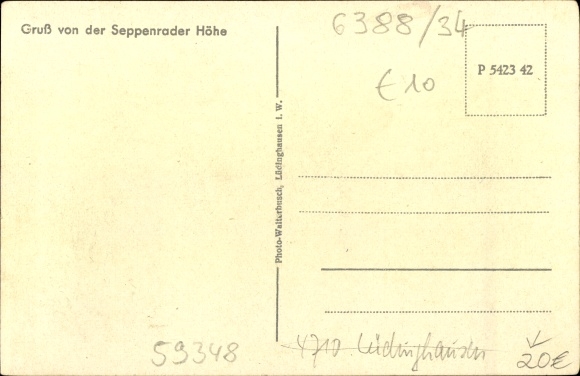 Gruß von der Seppenrader Höhe
6388/34
€10
P 5423 42
Photo-Walterbusch, Lüdinghausen i. W.
59348
4710 Lüdinghausen
20€